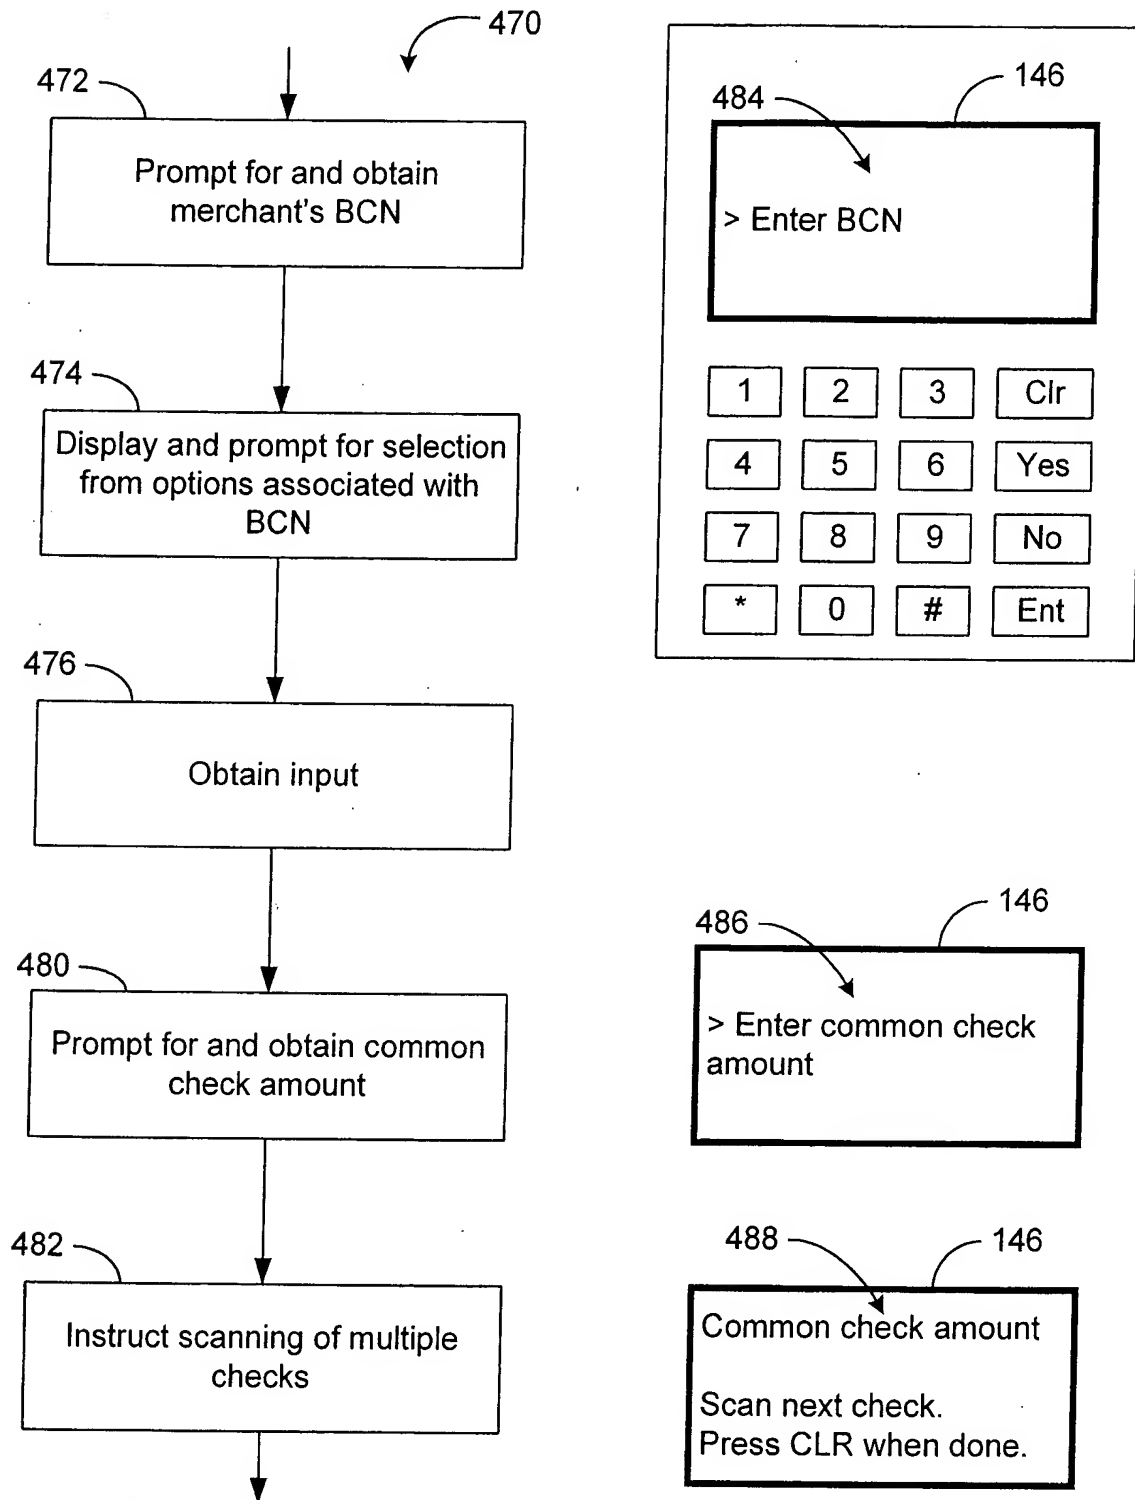 470
472
Prompt for and obtain
merchant's BCN
474
Display and prompt for selection
from options associated with
BCN
476
Obtain input
480
Prompt for and obtain common
check amount
482
Instruct scanning of multiple
checks
146
484
> Enter BCN
1 2 3 Clr
4 5 6 Yes
7 8 9 No
* 0 # Ent
146
486
> Enter common check
amount
488
146
Common check amount
Scan next check.
Press CLR when done.